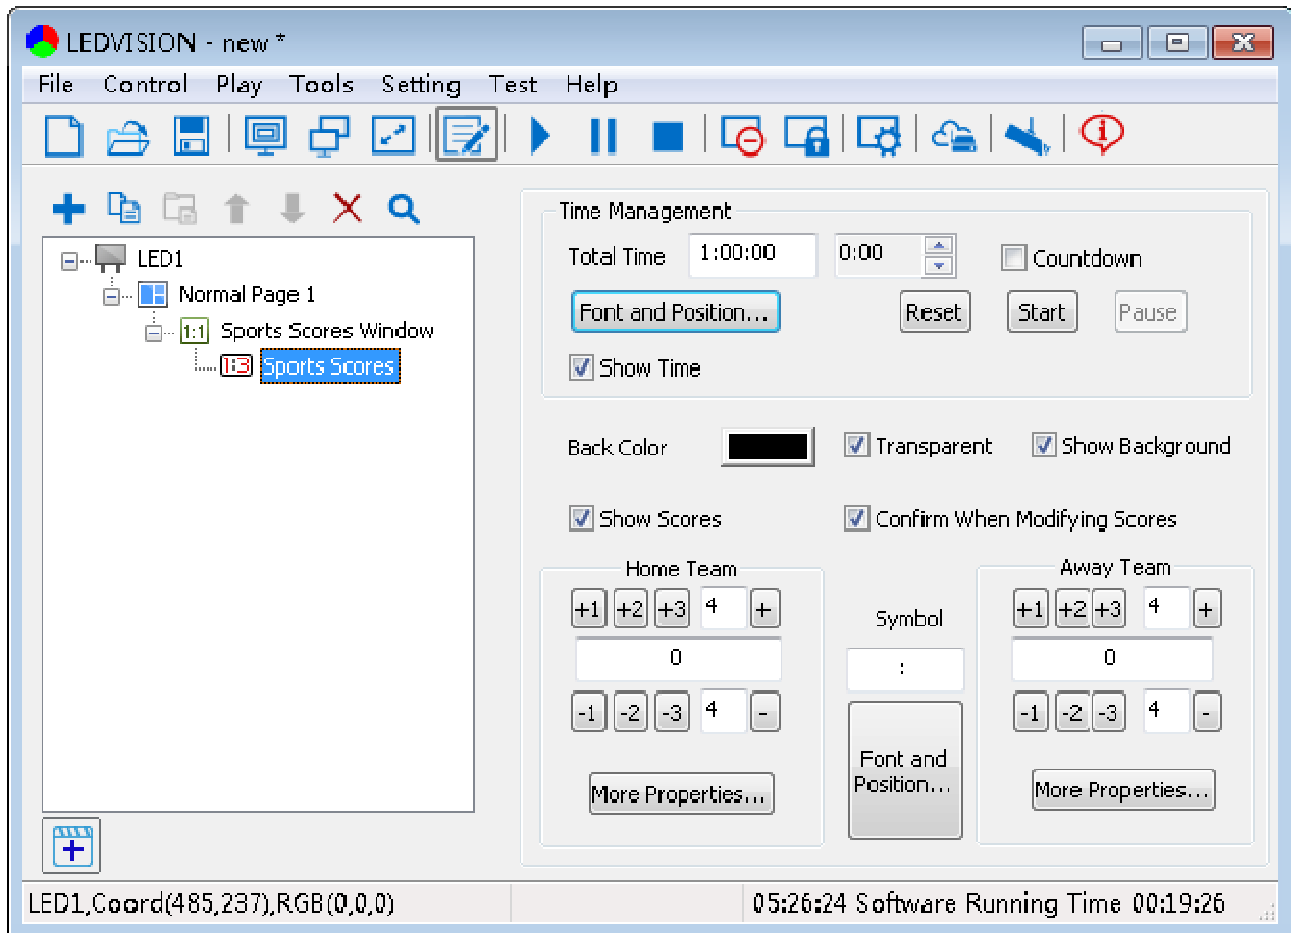 LEDVISION - new *
File Control Play Tools Setting Test Help
LED1
Normal Page 1
1:1 Sports Scores Window
1:3 Sports Scores
Time Management
Total Time 1:00:00 0:00 Countdown
Font and Position... Reset Start Pause
Show Time
Back Color Transparent Show Background
Show Scores Confirm When Modifying Scores
Home Team
+1 +2 +3 4 +
0
-1 -2 -3 4 -
More Properties...
Symbol
:
Font and
Position...
Away Team
+1 +2 +3 4 +
0
-1 -2 -3 4 -
More Properties...
LED1,Coord(485,237),RGB(0,0,0) 05:26:24 Software Running Time 00:19:26